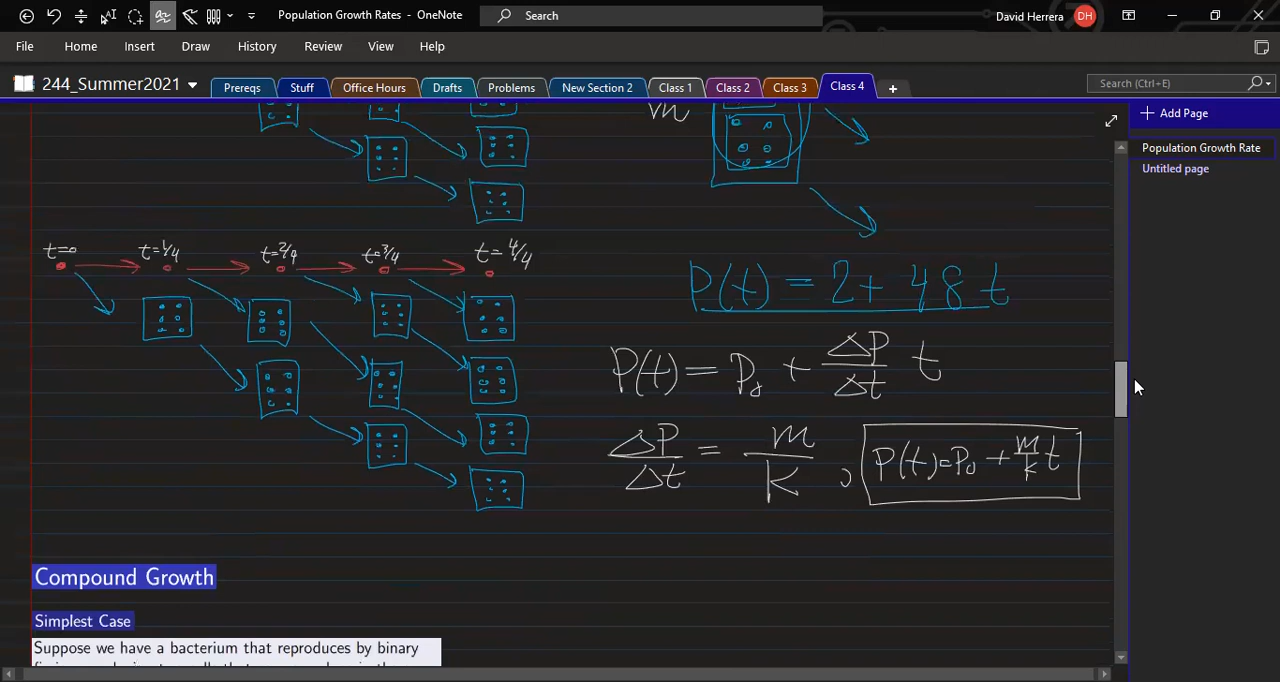 Population Growth Rates - OneNote
Search
David Herrera
DH
File Home Insert Draw History Review View Help
244_Summer2021
Prereqs Stuff Office Hours Drafts Problems New Section 2 Class 1 Class 2 Class 3 Class 4 +
Search (Ctrl+E)
Add Page
Population Growth Rate
Untitled page
m
t=0 t=1/4 t=2/4 t=3/4 t=4/4
P(t) = 2 + 48t
P(t) = P₀ + ΔP/Δt t
ΔP/Δt = m/K , P(t) = P₀ + m/K t
Compound Growth
Simplest Case
Suppose we have a bacterium that reproduces by binary